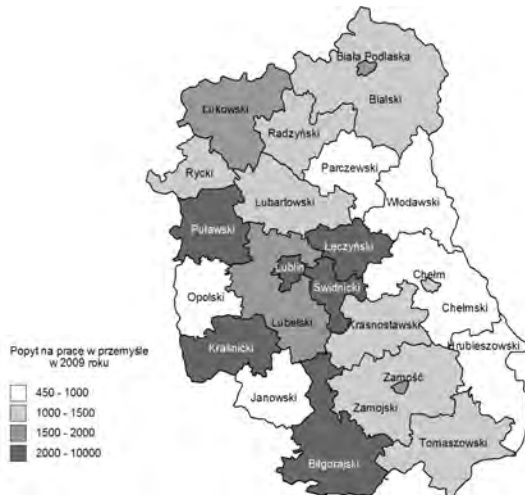 Biała Podlaska
Bialski
Łukowski
Radzyński
Parczewski
Rycki
Lubartowski
Włodawski
Puławski
Łęczyński
Lublin
Chełm
Świdnicki
Opolski
Chełmski
Lubelski
Krasnostawski
Hrubieszowski
Kraśnicki
Zamość
Janowski
Zamojski
Tomaszowski
Biłgorajski
Popyt na prace w przemyśle
w 2009 roku
450 - 1000
1000 - 1500
1500 - 2000
2000 - 10000